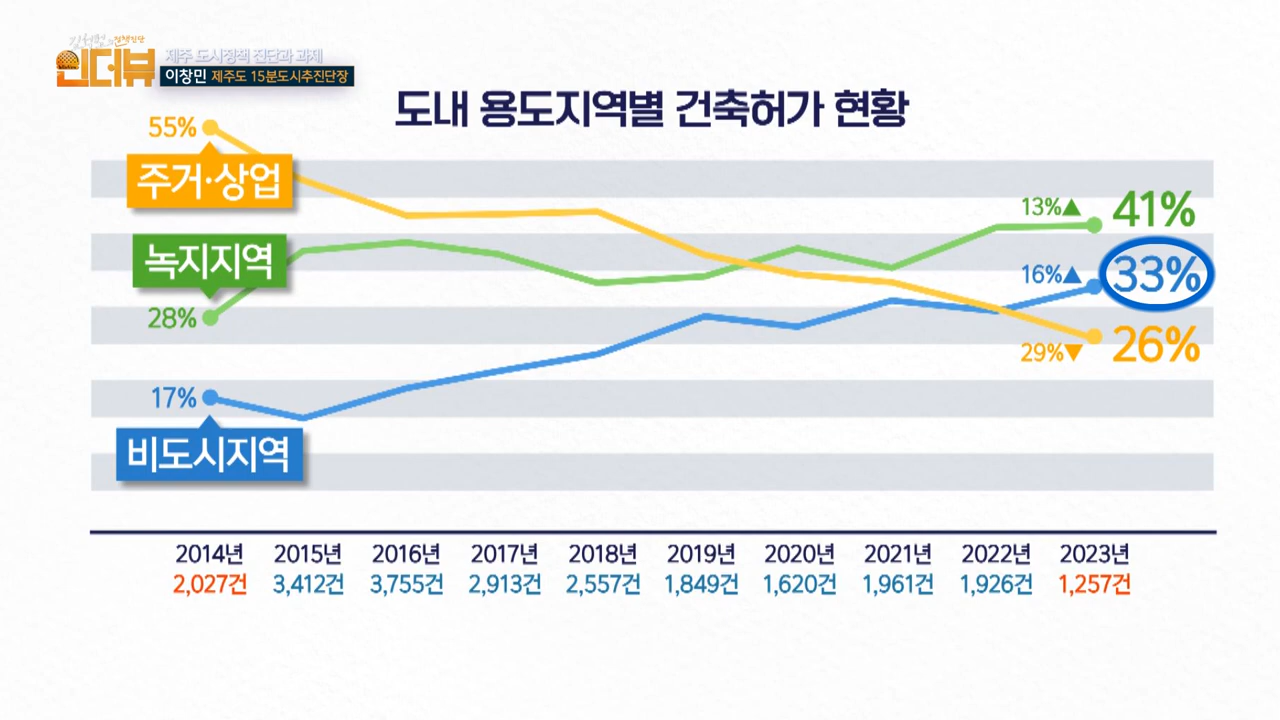 김석범의 정책진단
인더뷰
제주 도시정책 진단과 과제
이창민 제주도 15분도시추진단장
도내 용도지역별 건축허가 현황
55%
주거·상업
녹지지역
28%
17%
비도시지역
13%▲ 41%
16%▲ 33%
29%▼ 26%
2014년 2015년 2016년 2017년 2018년 2019년 2020년 2021년 2022년 2023년
2,027건 3,412건 3,755건 2,913건 2,557건 1,849건 1,620건 1,961건 1,926건 1,257건